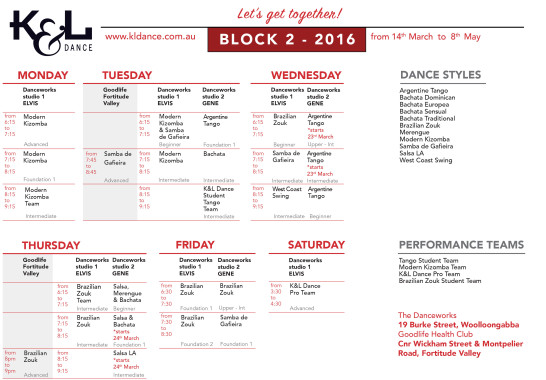 K&L
DANCE
Let's get together!
www.kldance.com.au
BLOCK 2 - 2016
from 14th March to 8th May
MONDAY
Danceworks
studio 1
ELVIS
from
6:15
to
7:15
Modern
Kizomba
Advanced
from
7:15
to
8:15
Modern
Kizomba
Foundation 1
from
8:15
to
9:15
Modern
Kizomba
Team
Intermediate
TUESDAY
Goodlife
Fortitude
Valley
Danceworks
studio 1
ELVIS
Danceworks
studio 2
GENE
from
6:15
to
7:15
Modern
Kizomba
& Samba
de Gafieira
Beginner
Argentine
Tango
Foundation 1
from
7:45
to
8:45
Samba de
Gafieira
Advanced
from
7:15
to
8:15
Modern
Kizomba
Intermediate
Bachata
Intermediate
from
8:15
to
9:15
K&L Dance
Student
Tango
Team
Intermediate
WEDNESDAY
Danceworks
studio 1
ELVIS
Danceworks
studio 2
GENE
from
6:15
to
7:15
Brazilian
Zouk
Beginner
Argentine
Tango
*starts
23rd March
Upper - Int
from
7:15
to
8:15
Samba de
Gafieira
Intermediate
Argentine
Tango
*starts
23rd March
Intermediate
from
8:15
to
9:15
West Coast
Swing
Intermediate
Argentine
Tango
Beginner
DANCE STYLES
Argentine Tango
Bachata Dominican
Bachata Europea
Bachata Sensual
Bachata Traditional
Brazilian Zouk
Merengue
Modern Kizomba
Samba de Gafieira
Salsa LA
West Coast Swing
THURSDAY
Goodlife
Fortitude
Valley
Danceworks
studio 1
ELVIS
Danceworks
studio 2
GENE
from
6:15
to
7:15
Brazilian
Zouk
Team
Intermediate
Salsa,
Merengue
& Bachata
Beginner
from
7:15
to
8:15
Brazilian
Zouk
Intermediate
Salsa &
Bachata
*starts
24th March
Foundation 1
from
8pm
to
9pm
Brazilian
Zouk
Advanced
from
8:15
to
9:15
Salsa LA
*starts
24th March
Intermediate
FRIDAY
Danceworks
studio 1
ELVIS
Danceworks
studio 2
GENE
from
6:30
to
7:30
Brazilian
Zouk
Foundation 1
Brazilian
Zouk
Upper - Int
from
7:30
to
8:30
Brazilian
Zouk
Foundation 2
Samba de
Gafieira
Foundation 1
SATURDAY
Danceworks
studio 1
ELVIS
from
3:30
to
4:30
K&L Dance
Pro Team
Advanced
PERFORMANCE TEAMS
Tango Student Team
Modern Kizomba Team
K&L Dance Pro Team
Brazilian Zouk Student Team
The Danceworks
19 Burke Street, Woolloongabba
Goodlife Health Club
Cnr Wickham Street & Montpelier
Road, Fortitude Valley